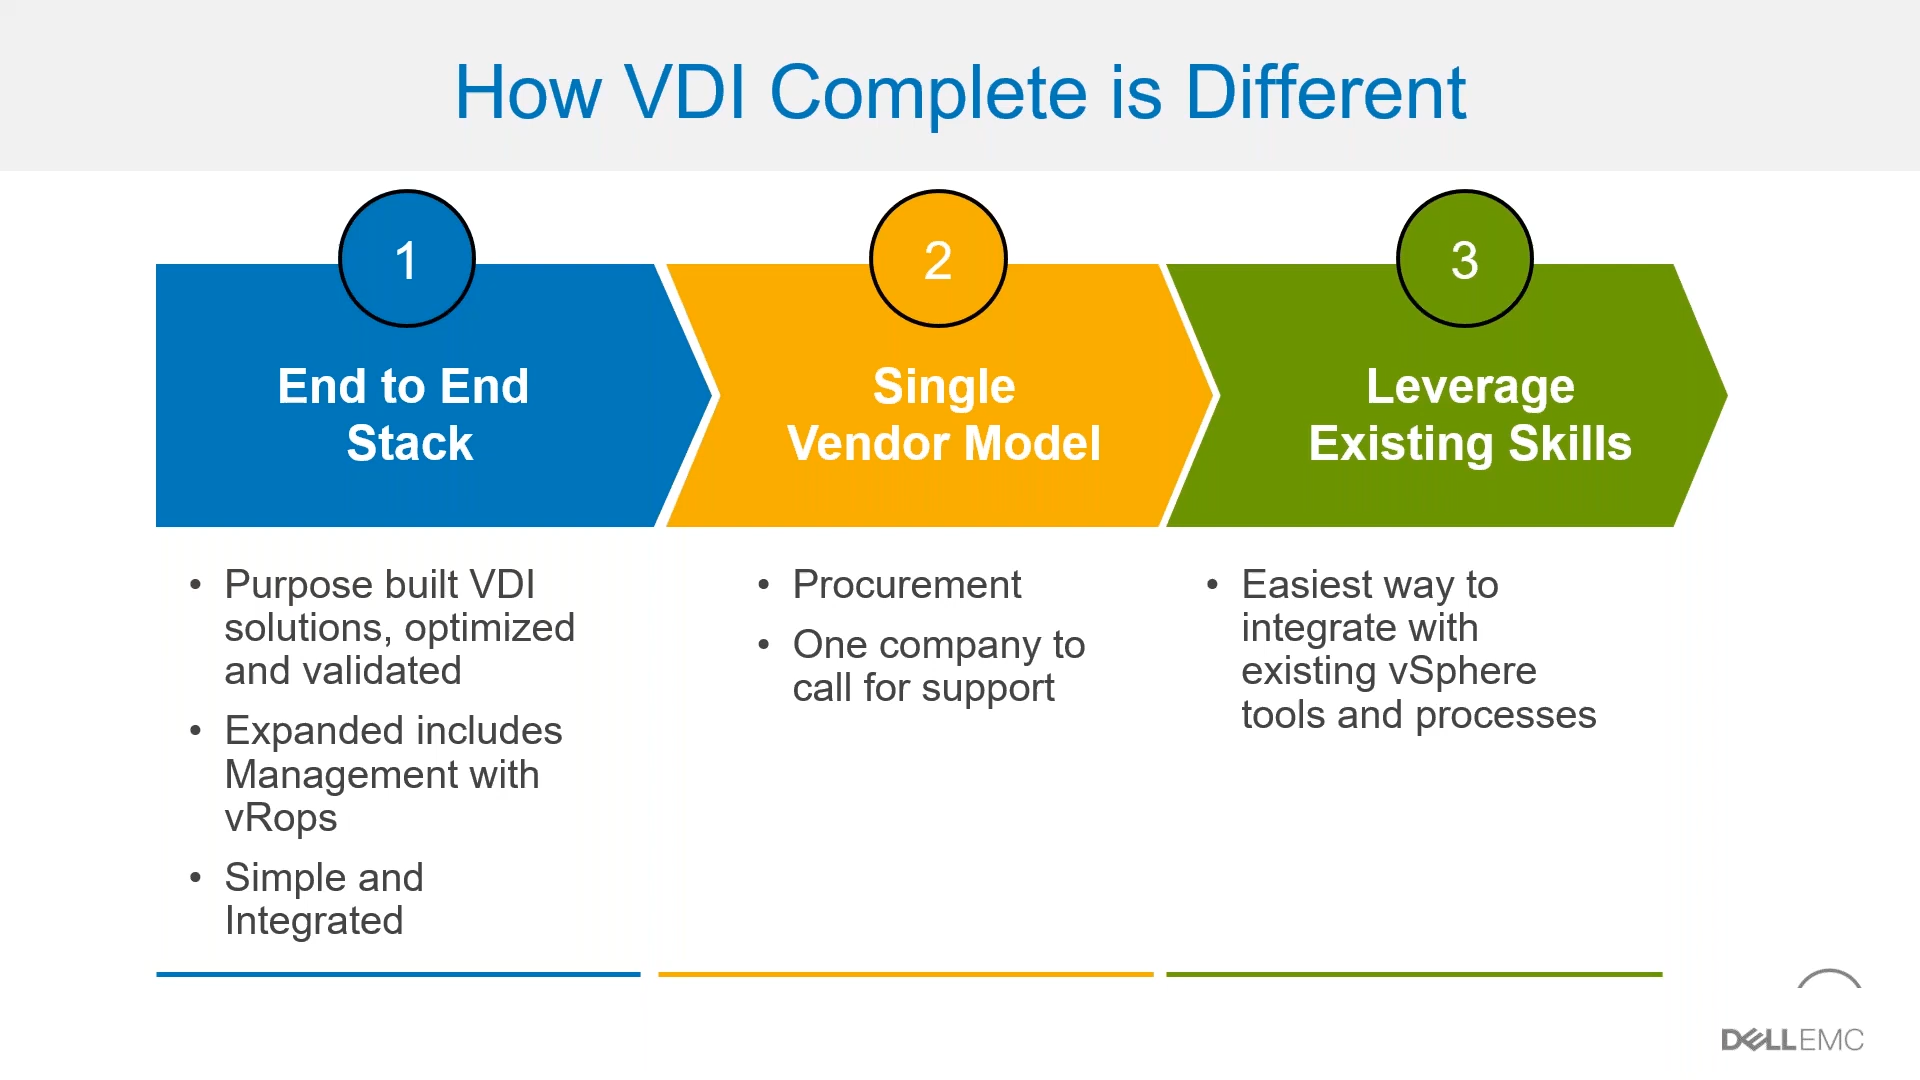 How VDI Complete is Different
1
End to End
Stack
• Purpose built VDI
solutions, optimized
and validated
• Expanded includes
Management with
vRops
• Simple and
Integrated
2
Single
Vendor Model
• Procurement
• One company to
call for support
3
Leverage
Existing Skills
• Easiest way to
integrate with
existing vSphere
tools and processes
DELLEMC